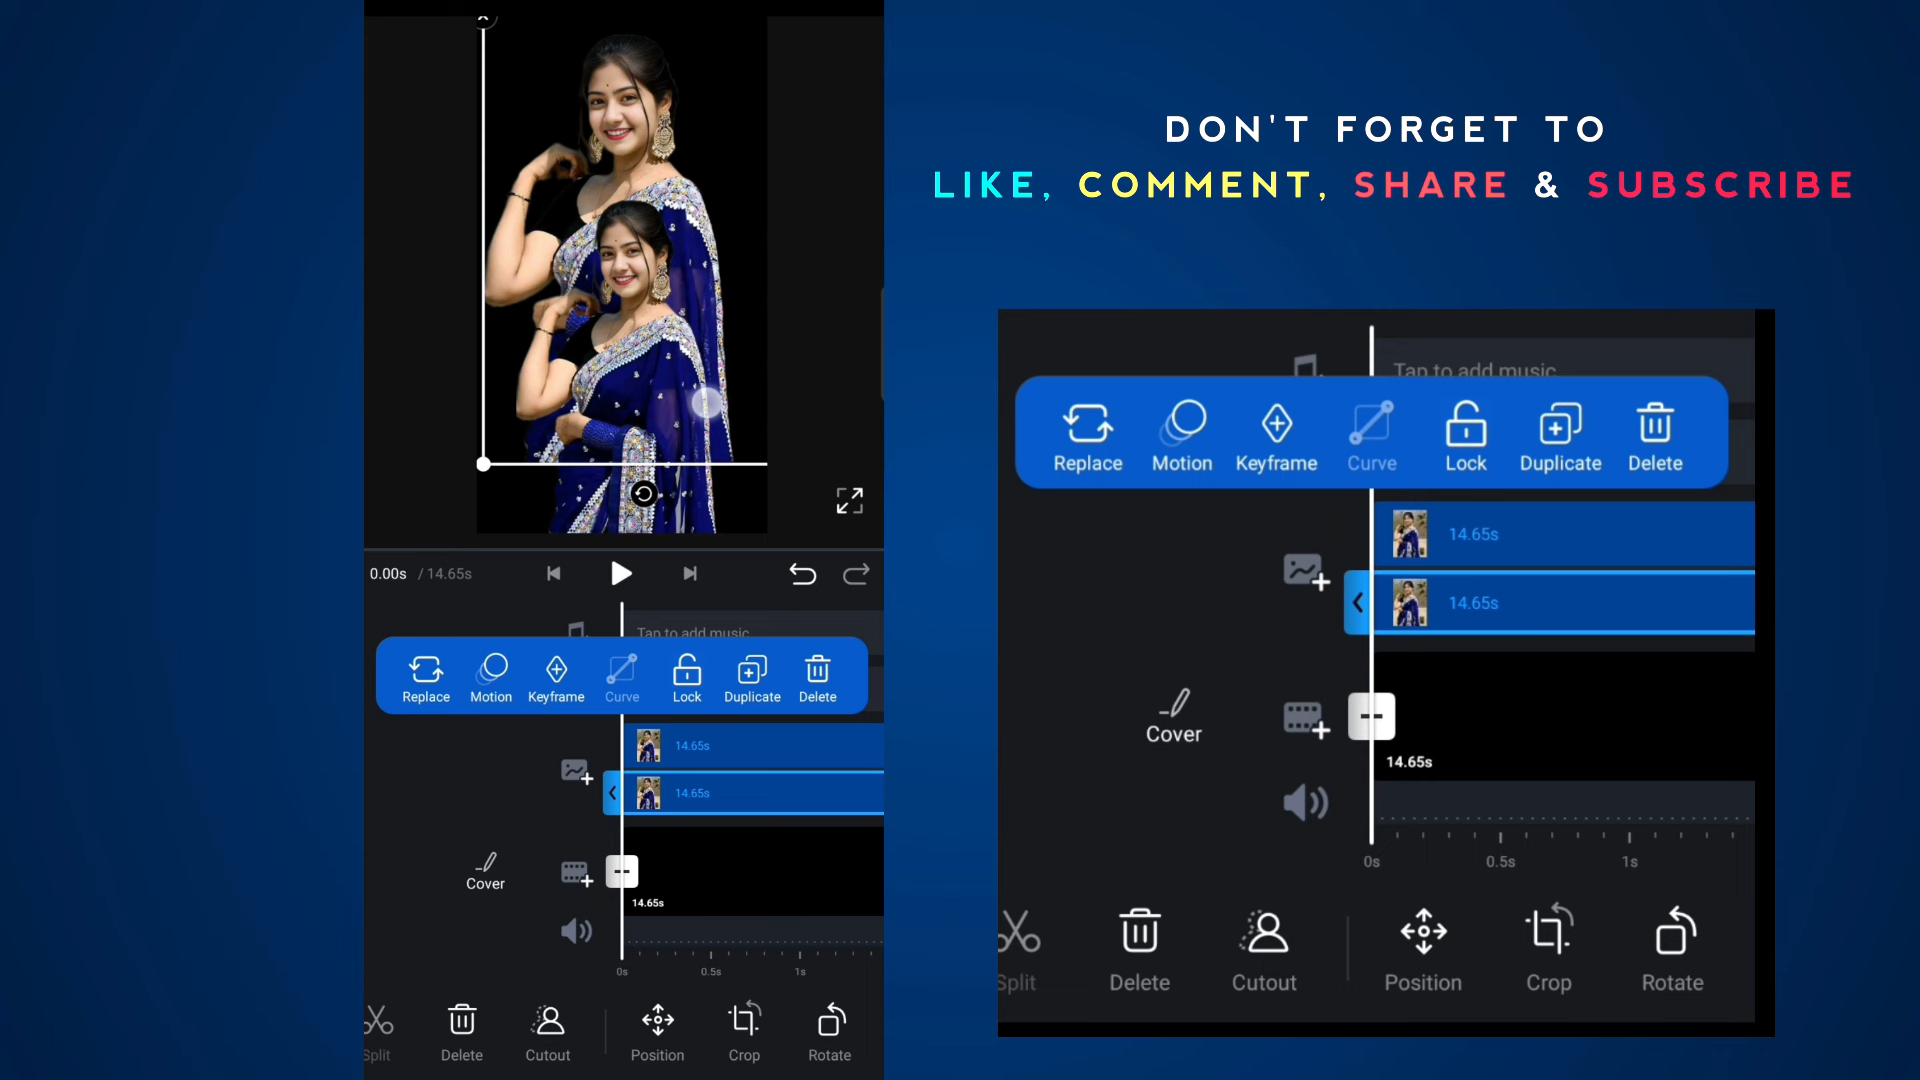 DON'T FORGET TO
LIKE, COMMENT, SHARE & SUBSCRIBE
0.00s / 14.65s
Tap to add music
Replace Motion Keyframe Curve Lock Duplicate Delete
14.65s
14.65s
Cover
14.65s
0s 0.5s 1s
Split Delete Cutout Position Crop Rotate
Tap to add music
Replace Motion Keyframe Curve Lock Duplicate Delete
14.65s
14.65s
Cover
14.65s
0s 0.5s 1s
Split Delete Cutout Position Crop Rotate